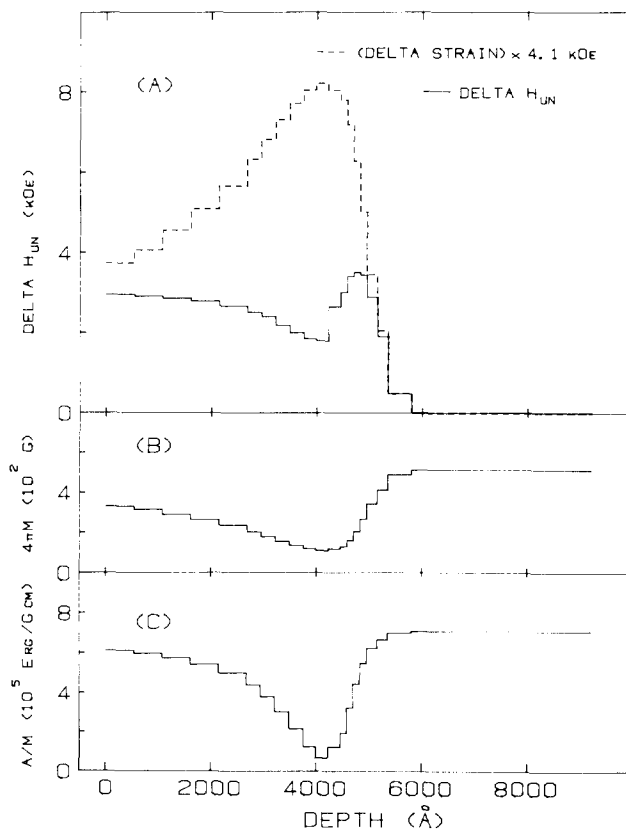 (DELTA STRAIN) × 4.1 KOE
DELTA H_UN
(A)
8
4
0
DELTA H_UN (KOE)
(B)
4
0
4πM (10² G)
(C)
8
4
0
A/M (10⁵ ERG/GCM)
0 2000 4000 6000 8000
DEPTH (Å)